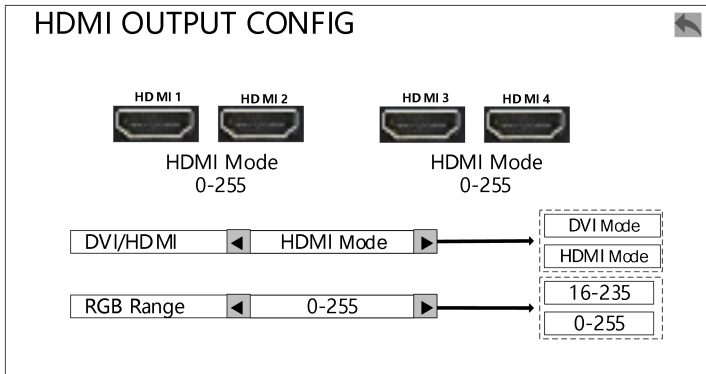 HDMI OUTPUT CONFIG
HDMI 1 HDMI 2 HDMI 3 HDMI 4
HDMI Mode HDMI Mode
0-255 0-255
DVI/HDMI HDMI Mode
DVI Mode
HDMI Mode
RGB Range 0-255
16-235
0-255